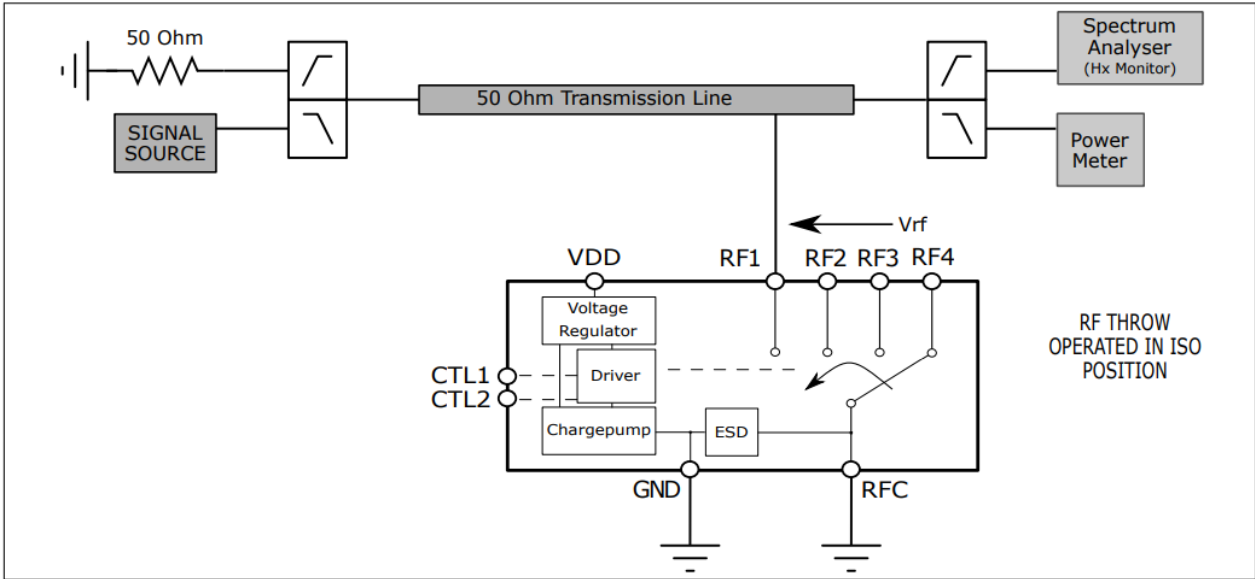 50 Ohm
SIGNAL
SOURCE
50 Ohm Transmission Line
Spectrum
Analyser
(Hx Monitor)
Power
Meter
Vrf
VDD
RF1
RF2
RF3
RF4
Voltage
Regulator
Driver
CTL1
CTL2
Chargepump
ESD
GND
RFC
RF THROW
OPERATED IN ISO
POSITION